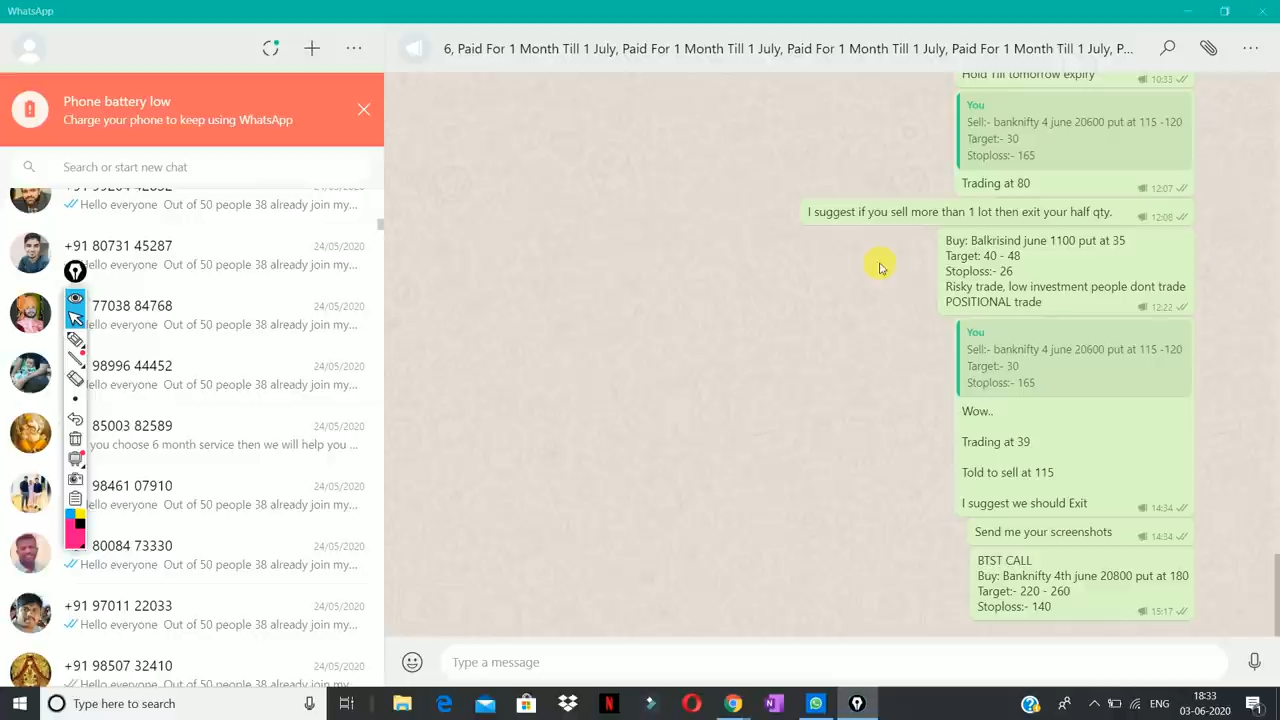 WhatsApp
6, Paid For 1 Month Till 1 July, Paid For 1 Month Till 1 July, Paid For 1 Month Till 1 July, Paid For 1 Month Till 1 July, P...
Phone battery low
Charge your phone to keep using WhatsApp
Search or start new chat
24/05/2020
Hello everyone Out of 50 people 38 already join my...
+91 80731 45287
24/05/2020
Hello everyone Out of 50 people 38 already join my...
77038 84768
24/05/2020
ello everyone Out of 50 people 38 already join my...
98996 44452
24/05/2020
ello everyone Out of 50 people 38 already join my...
85003 82589
24/05/2020
you choose 6 month service then we will help you ...
98461 07910
24/05/2020
ello everyone Out of 50 people 38 already join my...
80084 73330
24/05/2020
Hello everyone Out of 50 people 38 already join my...
+91 97011 22033
24/05/2020
Hello everyone Out of 50 people 38 already join my...
+91 98507 32410
24/05/2020
Hello everyone Out of 50 people 38 already join my...
Hold Till tomorrow expiry
10:33
You
Sell:- banknifty 4 june 20600 put at 115 -120
Target:- 30
Stoploss:- 165
Trading at 80
12:07
I suggest if you sell more than 1 lot then exit your half qty.
12:08
Buy: Balkrisind june 1100 put at 35
Target: 40 - 48
Stoploss:- 26
Risky trade, low investment people dont trade
POSITIONAL trade
12:22
You
Sell:- banknifty 4 june 20600 put at 115 -120
Target:- 30
Stoploss:- 165
Wow..
Trading at 39
Told to sell at 115
I suggest we should Exit
14:34
Send me your screenshots
14:34
BTST CALL
Buy: Banknifty 4th june 20800 put at 180
Target:- 220 - 260
Stoploss:- 140
15:17
Type a message
Type here to search
ENG
18:33
03-06-2020